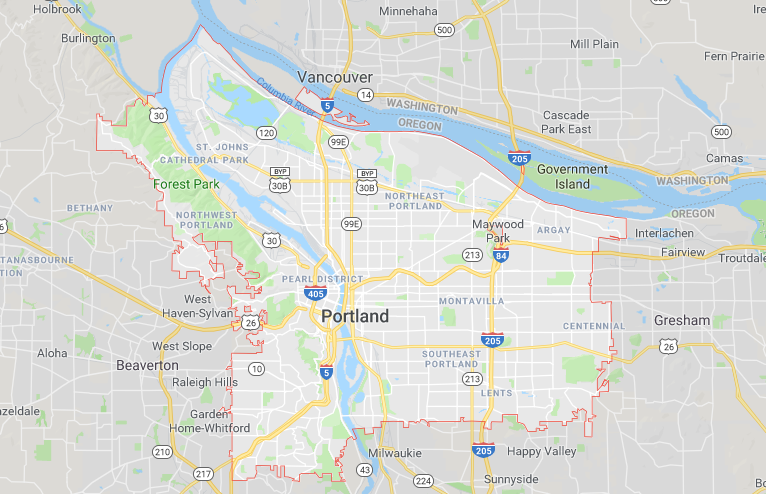 Holbrook
Minnehaha
Burlington
500
Mill Plain
Fern Prairie
Vancouver
5
14
WASHINGTON
OREGON
Columbia River
Cascade
Park East
30
120
99E
500
ST. JOHNS
CATHEDRAL PARK
205
Camas
BYP
30B
BYP
30B
Government
Island
WASHINGTON
OREGON
Forest Park
NORTHEAST
PORTLAND
BETHANY
NORTHWEST
PORTLAND
99E
Maywood
Park
ARGAY
Interlachen
30
213
84
Fairview
Troutdale
TANASBOURNE
PEARL DISTRICT
405
West
Haven-Sylvan
MONTAVILLA
Portland
26
CENTENNIAL
Gresham
205
26
West Slope
Aloha
Beaverton
SOUTHEAST
PORTLAND
10
5
213
Raleigh Hills
LENTS
Garden
Home-Whitford
210
217
Milwaukie
205
Happy Valley
43
224
Sunnyside